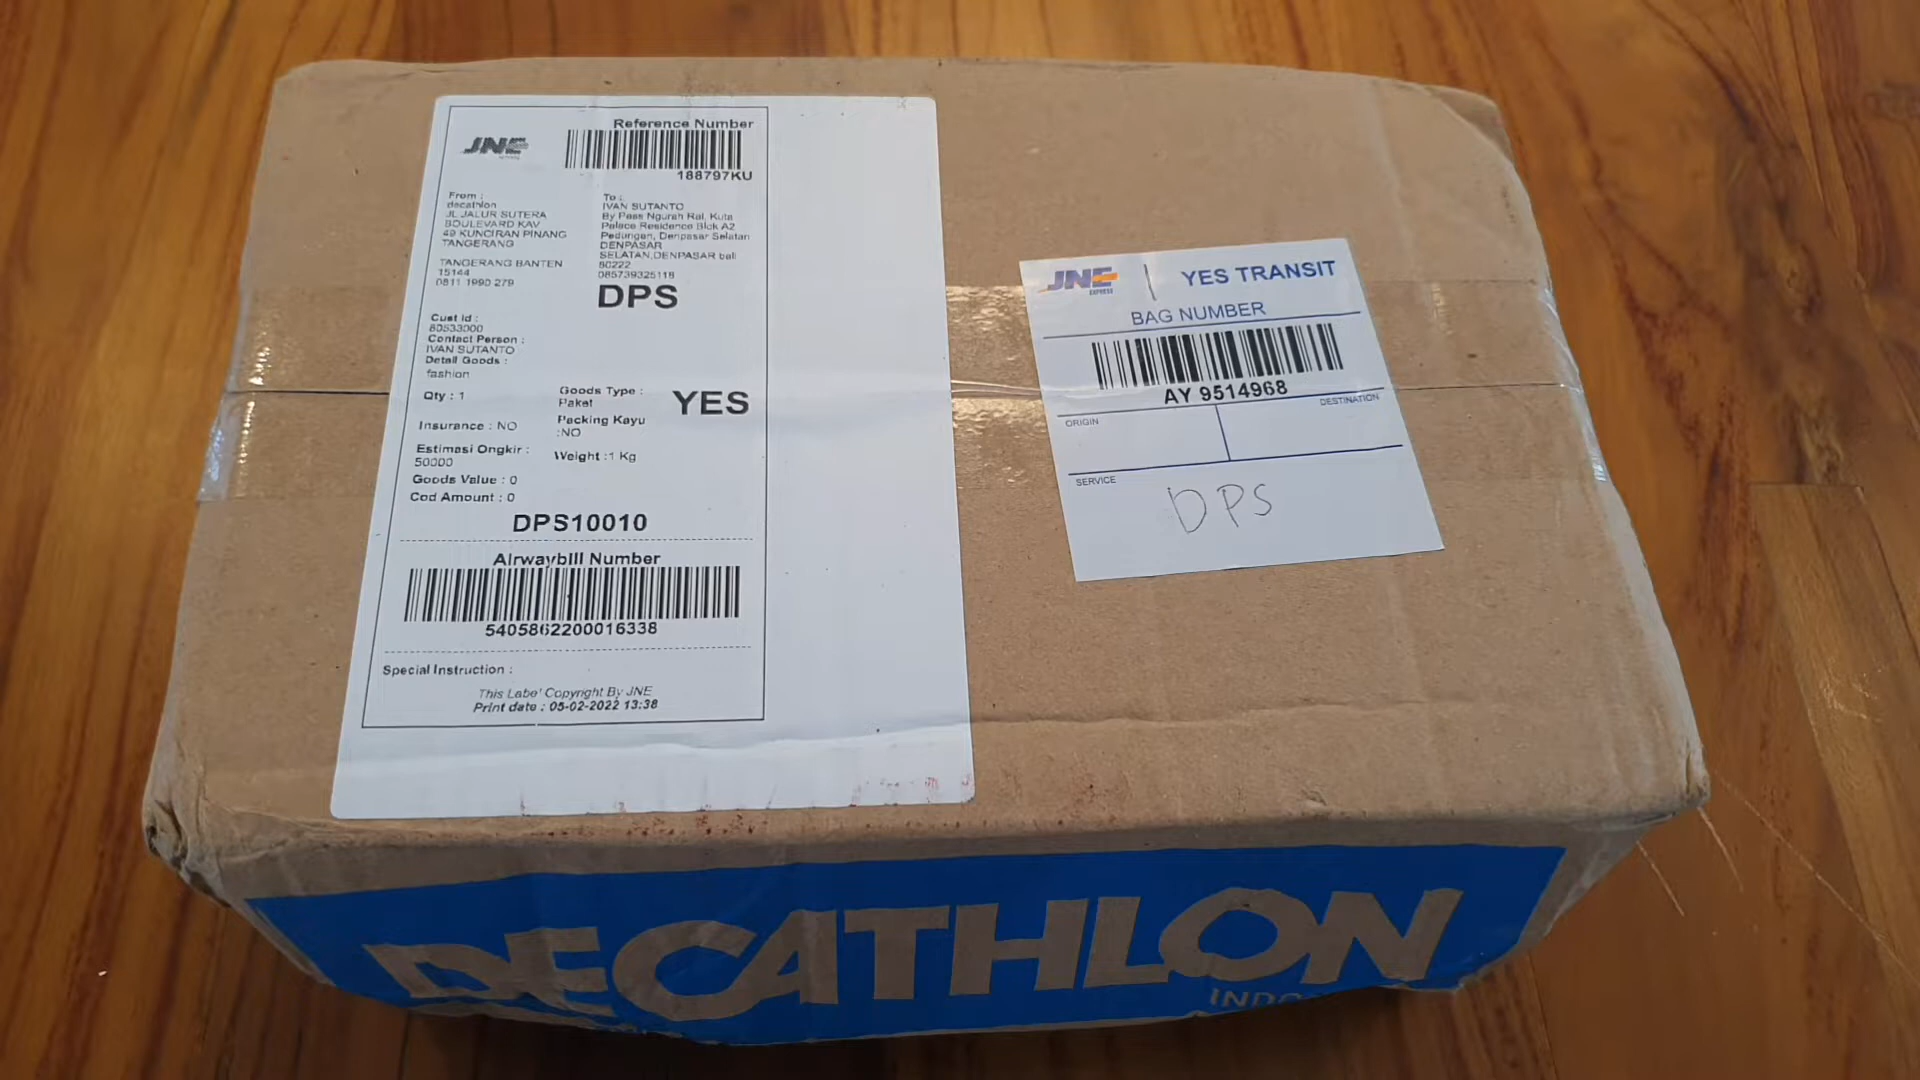 JNE
Reference Number
188797KU
From :
decathlon
JL JALUR SUTERA
BOULEVARD KAV
49 KUNCIRAN PINANG
TANGERANG
TANGERANG BANTEN
15144
0811 1990 279
To :
IVAN SUTANTO
By Pass Ngurah Rai, Kuta
Palace Residence Blok A2
Pedungan, Denpasar Selatan
DENPASAR
SELATAN,DENPASAR bali
80222
085739325118
DPS
Cust Id :
80533000
Contact Person :
IVAN SUTANTO
Detail Goods :
fashion
Qty : 1
Goods Type :
Paket
YES
Insurance : NO
Packing Kayu
:NO
Estimasi Ongkir :
50000
Weight :1 Kg
Goods Value : 0
Cod Amount : 0
DPS10010
Airwaybill Number
5405862200016338
Special Instruction :
This Label Copyright By JNE
Print date : 05-02-2022 13:38
JNE EXPRESS
YES TRANSIT
BAG NUMBER
AY 9514968
ORIGIN
DESTINATION
SERVICE
DPS
DECATHLON